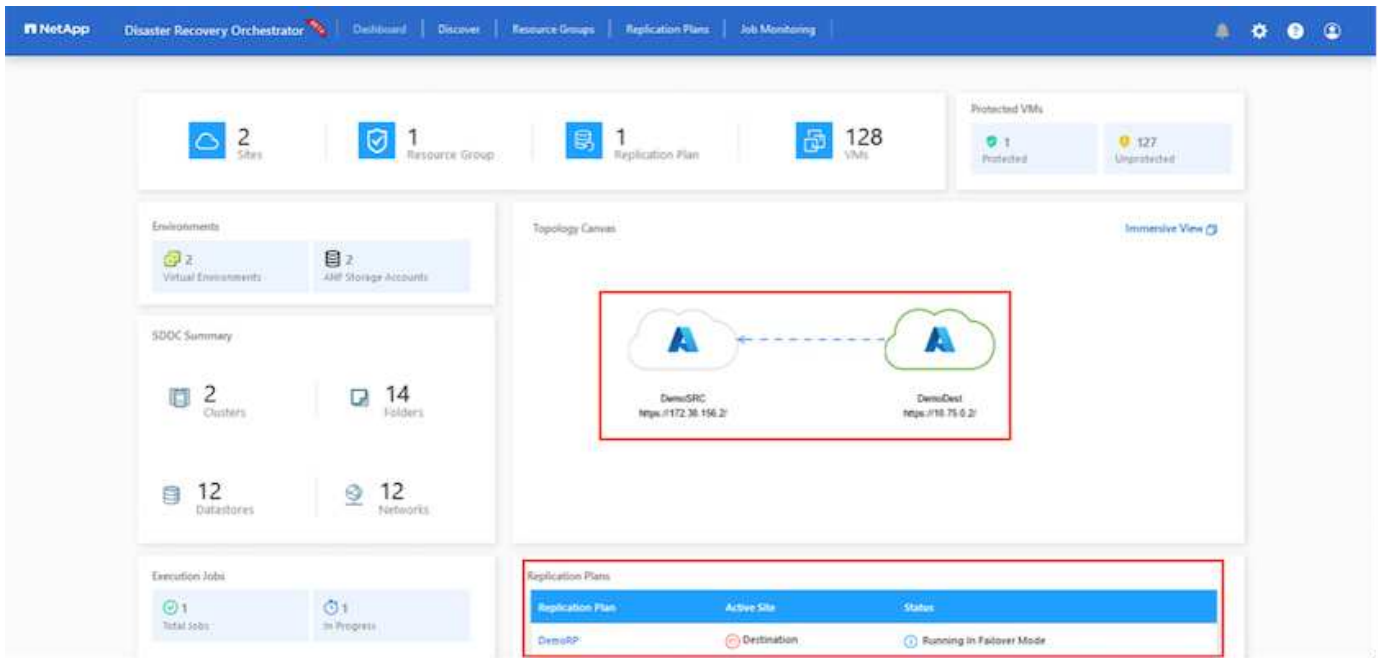 NetApp Disaster Recovery Orchestrator Dashboard Discover Resource Groups Replication Plans Job Monitoring
2 Sites
1 Resource Group
1 Replication Plan
128 VMs
Protected VMs
1 Protected
127 Unprotected
Environments
2 Virtual Environments
2 ANF Storage Accounts
Topology Canvas
Immersive View
DemoSRC
https://172.30.156.2/
DemoDest
https://10.75.0.2/
SDDC Summary
2 Clusters
14 Folders
12 Datastores
12 Networks
Execution Jobs
1 Total Jobs
1 In Progress
Replication Plans
Replication Plan Active Site Status
DemoRP Destination Running In Failover Mode